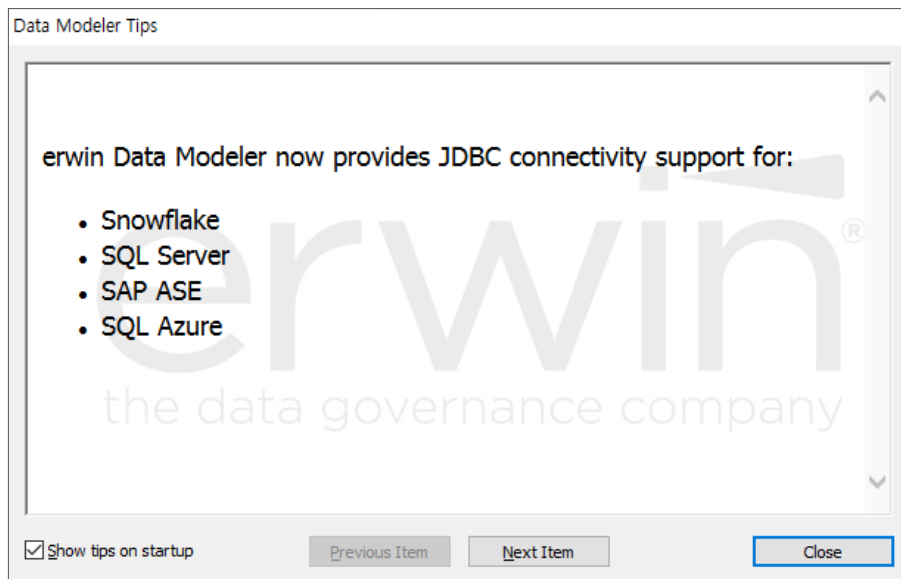 Data Modeler Tips
erwin Data Modeler now provides JDBC connectivity support for:
• Snowflake
• SQL Server
• SAP ASE
• SQL Azure
erwin®
the data governance company
Show tips on startup
Previous Item
Next Item
Close